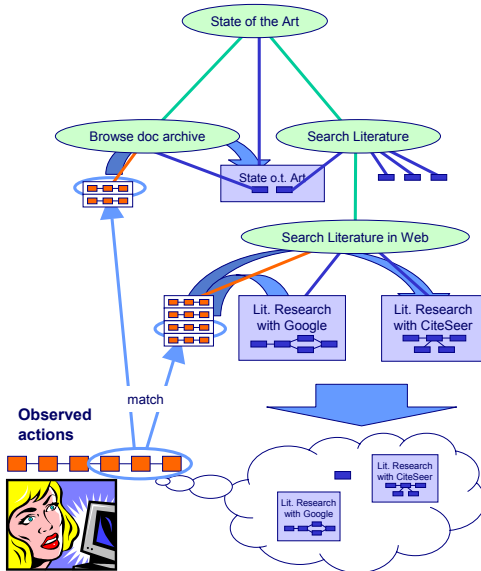 State of the Art
Browse doc archive
Search Literature
State o.t. Art
Search Literature in Web
Lit. Research
with Google
Lit. Research
with CiteSeer
match
Observed
actions
Lit. Research
with CiteSeer
Lit. Research
with Google